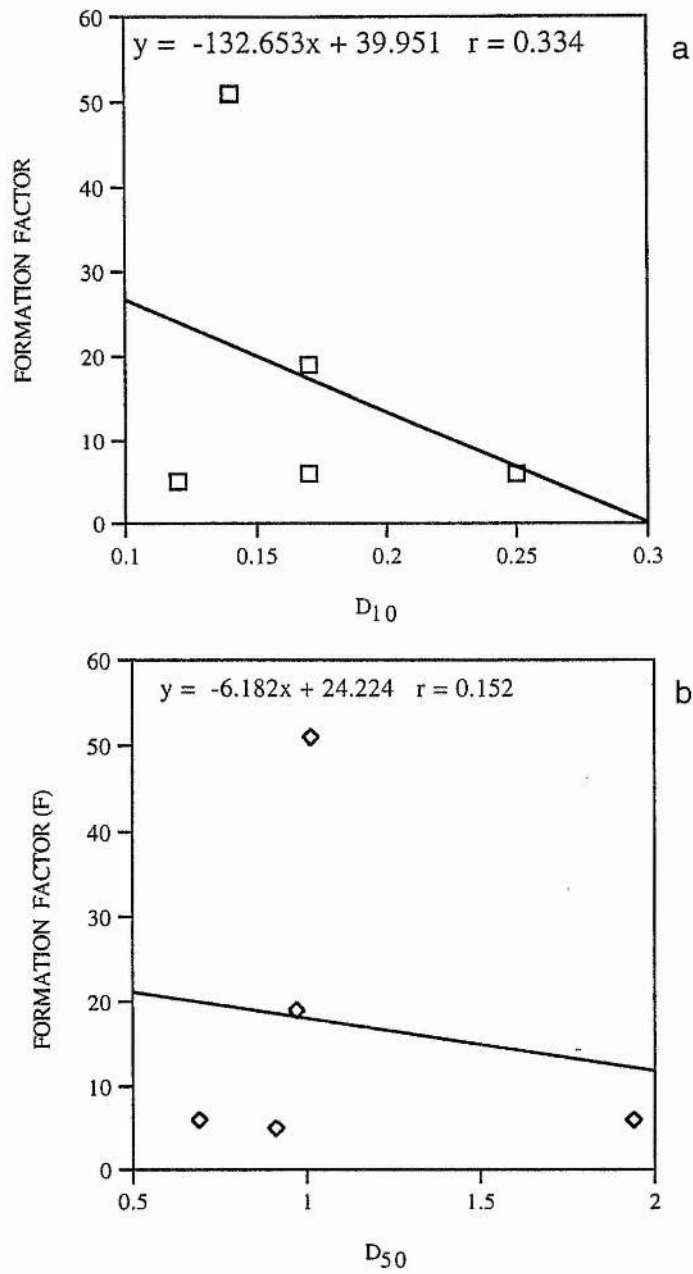 y = -132.653x + 39.951 r = 0.334
a
60
50
40
30
20
10
0
FORMATION FACTOR
0.1 0.15 0.2 0.25 0.3
D10
y = -6.182x + 24.224 r = 0.152
b
60
50
40
30
20
10
0
FORMATION FACTOR (F)
0.5 1 1.5 2
D50